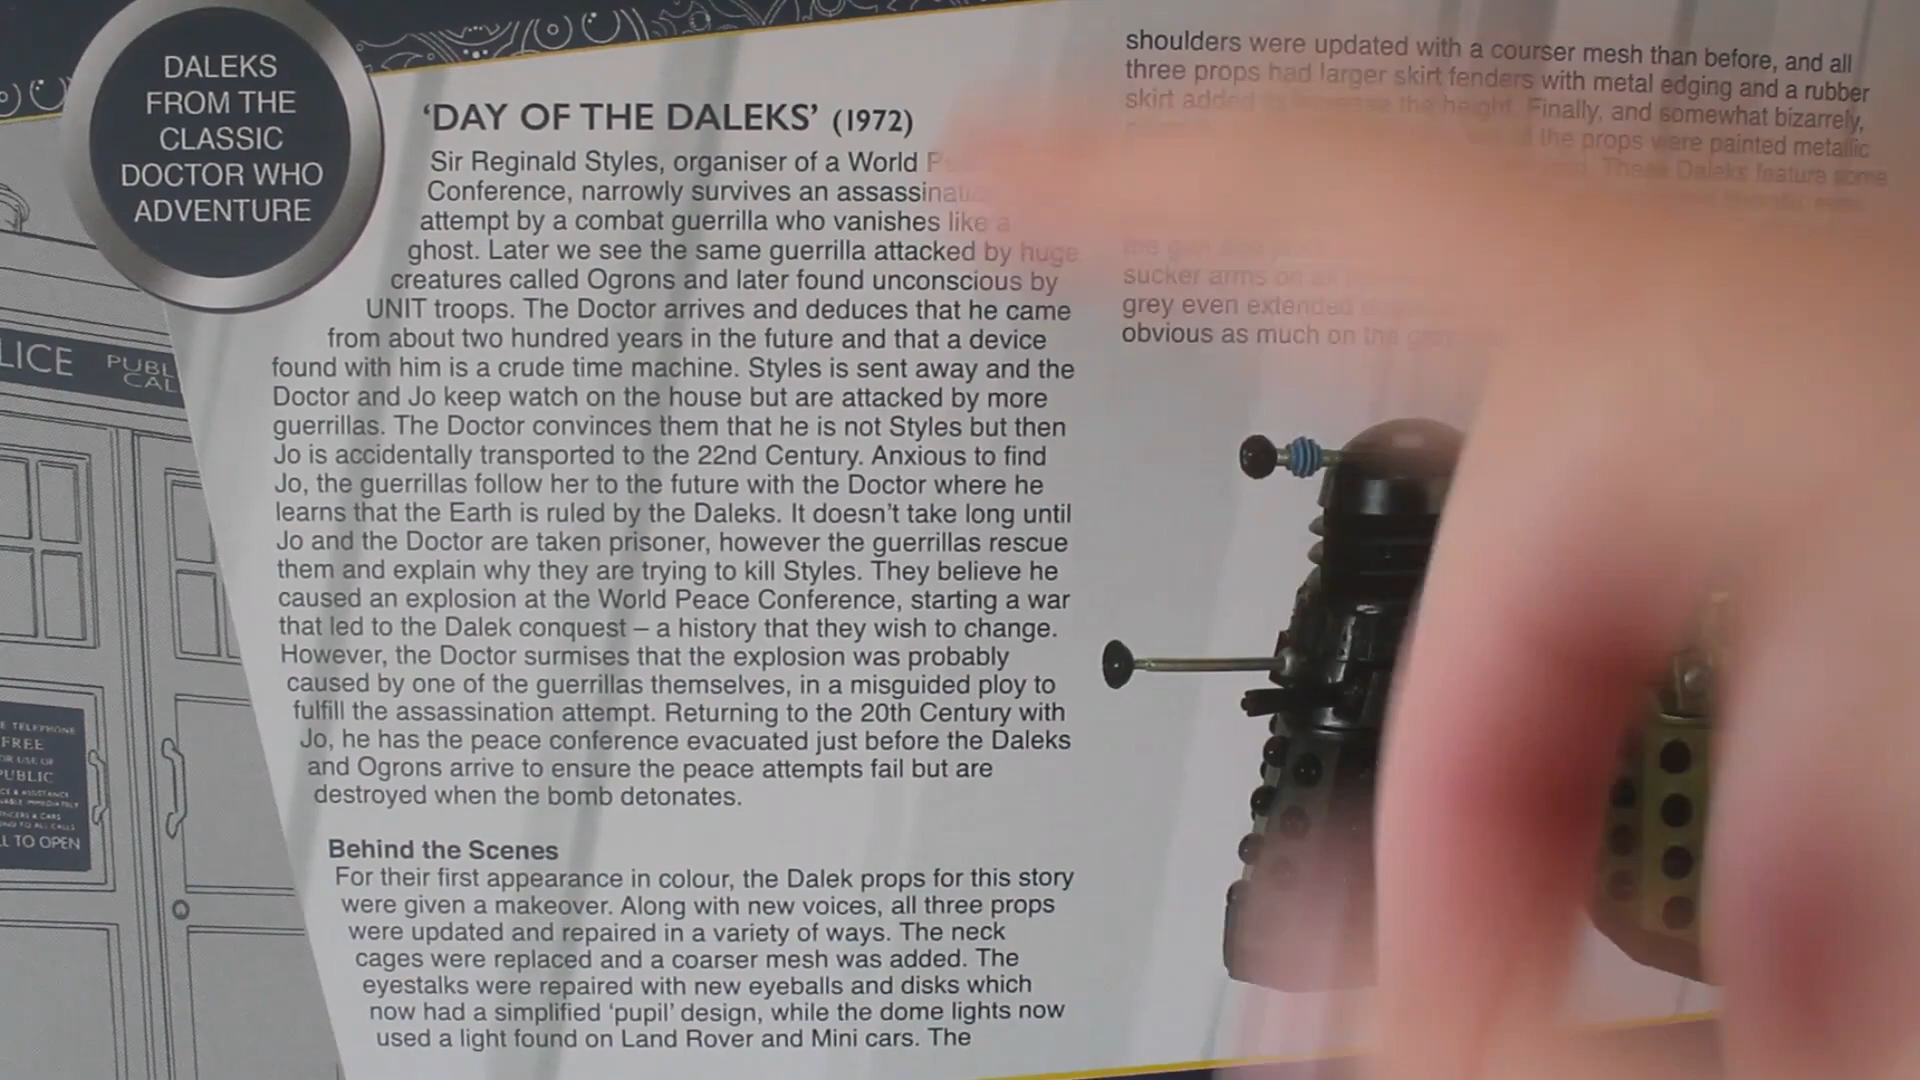 DALEKS
FROM THE
CLASSIC
DOCTOR WHO
ADVENTURE
'DAY OF THE DALEKS' (1972)
Sir Reginald Styles, organiser of a World
Conference, narrowly survives an assassination
attempt by a combat guerrilla who vanishes like a
ghost. Later we see the same guerrilla attacked by huge
creatures called Ogrons and later found unconscious by
UNIT troops. The Doctor arrives and deduces that he came
from about two hundred years in the future and that a device
found with him is a crude time machine. Styles is sent away and the
Doctor and Jo keep watch on the house but are attacked by more
guerrillas. The Doctor convinces them that he is not Styles but then
Jo is accidentally transported to the 22nd Century. Anxious to find
Jo, the guerrillas follow her to the future with the Doctor where he
learns that the Earth is ruled by the Daleks. It doesn't take long until
Jo and the Doctor are taken prisoner, however the guerrillas rescue
them and explain why they are trying to kill Styles. They believe he
caused an explosion at the World Peace Conference, starting a war
that led to the Dalek conquest – a history that they wish to change.
However, the Doctor surmises that the explosion was probably
caused by one of the guerrillas themselves, in a misguided ploy to
fulfill the assassination attempt. Returning to the 20th Century with
Jo, he has the peace conference evacuated just before the Daleks
and Ogrons arrive to ensure the peace attempts fail but are
destroyed when the bomb detonates.
Behind the Scenes
For their first appearance in colour, the Dalek props for this story
were given a makeover. Along with new voices, all three props
were updated and repaired in a variety of ways. The neck
cages were replaced and a coarser mesh was added. The
eyestalks were repaired with new eyeballs and disks which
now had a simplified 'pupil' design, while the dome lights now
used a light found on Land Rover and Mini cars. The
shoulders were updated with a courser mesh than before, and all
three props had larger skirt fenders with metal edging and a rubber
skirt added to increase the height. Finally, and somewhat bizarrely,
the props were painted metallic
These Daleks feature some
the gun
sucker arms on
grey even extended
obvious as much on the
LICE
PUBL
CAL
E TELEPHONE
FREE
OR USE OF
PUBLIC
L TO OPEN